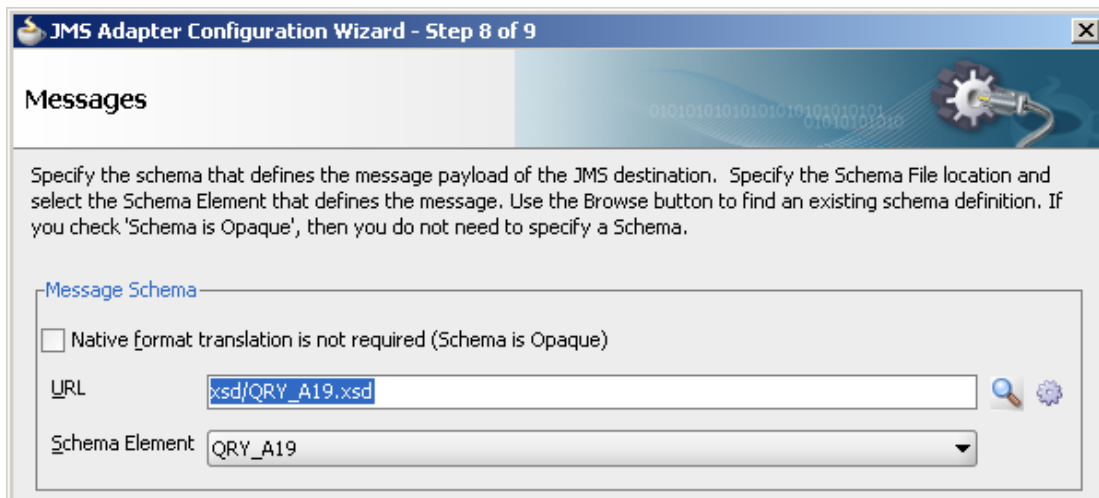 JMS Adapter Configuration Wizard - Step 8 of 9
Messages
Specify the schema that defines the message payload of the JMS destination. Specify the Schema File location and
select the Schema Element that defines the message. Use the Browse button to find an existing schema definition. If
you check 'Schema is Opaque', then you do not need to specify a Schema.
Message Schema
Native format translation is not required (Schema is Opaque)
URL xsd/QRY_A19.xsd
Schema Element QRY_A19